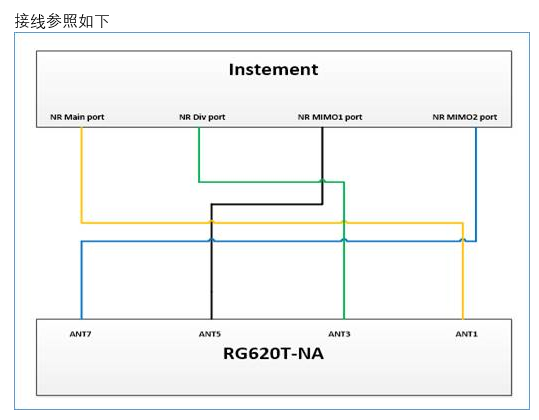 接线参照如下
Instement
NR Main port NR Div port NR MIMO1 port NR MIMO2 port
ANT7 ANT5 ANT3 ANT1
RG620T-NA